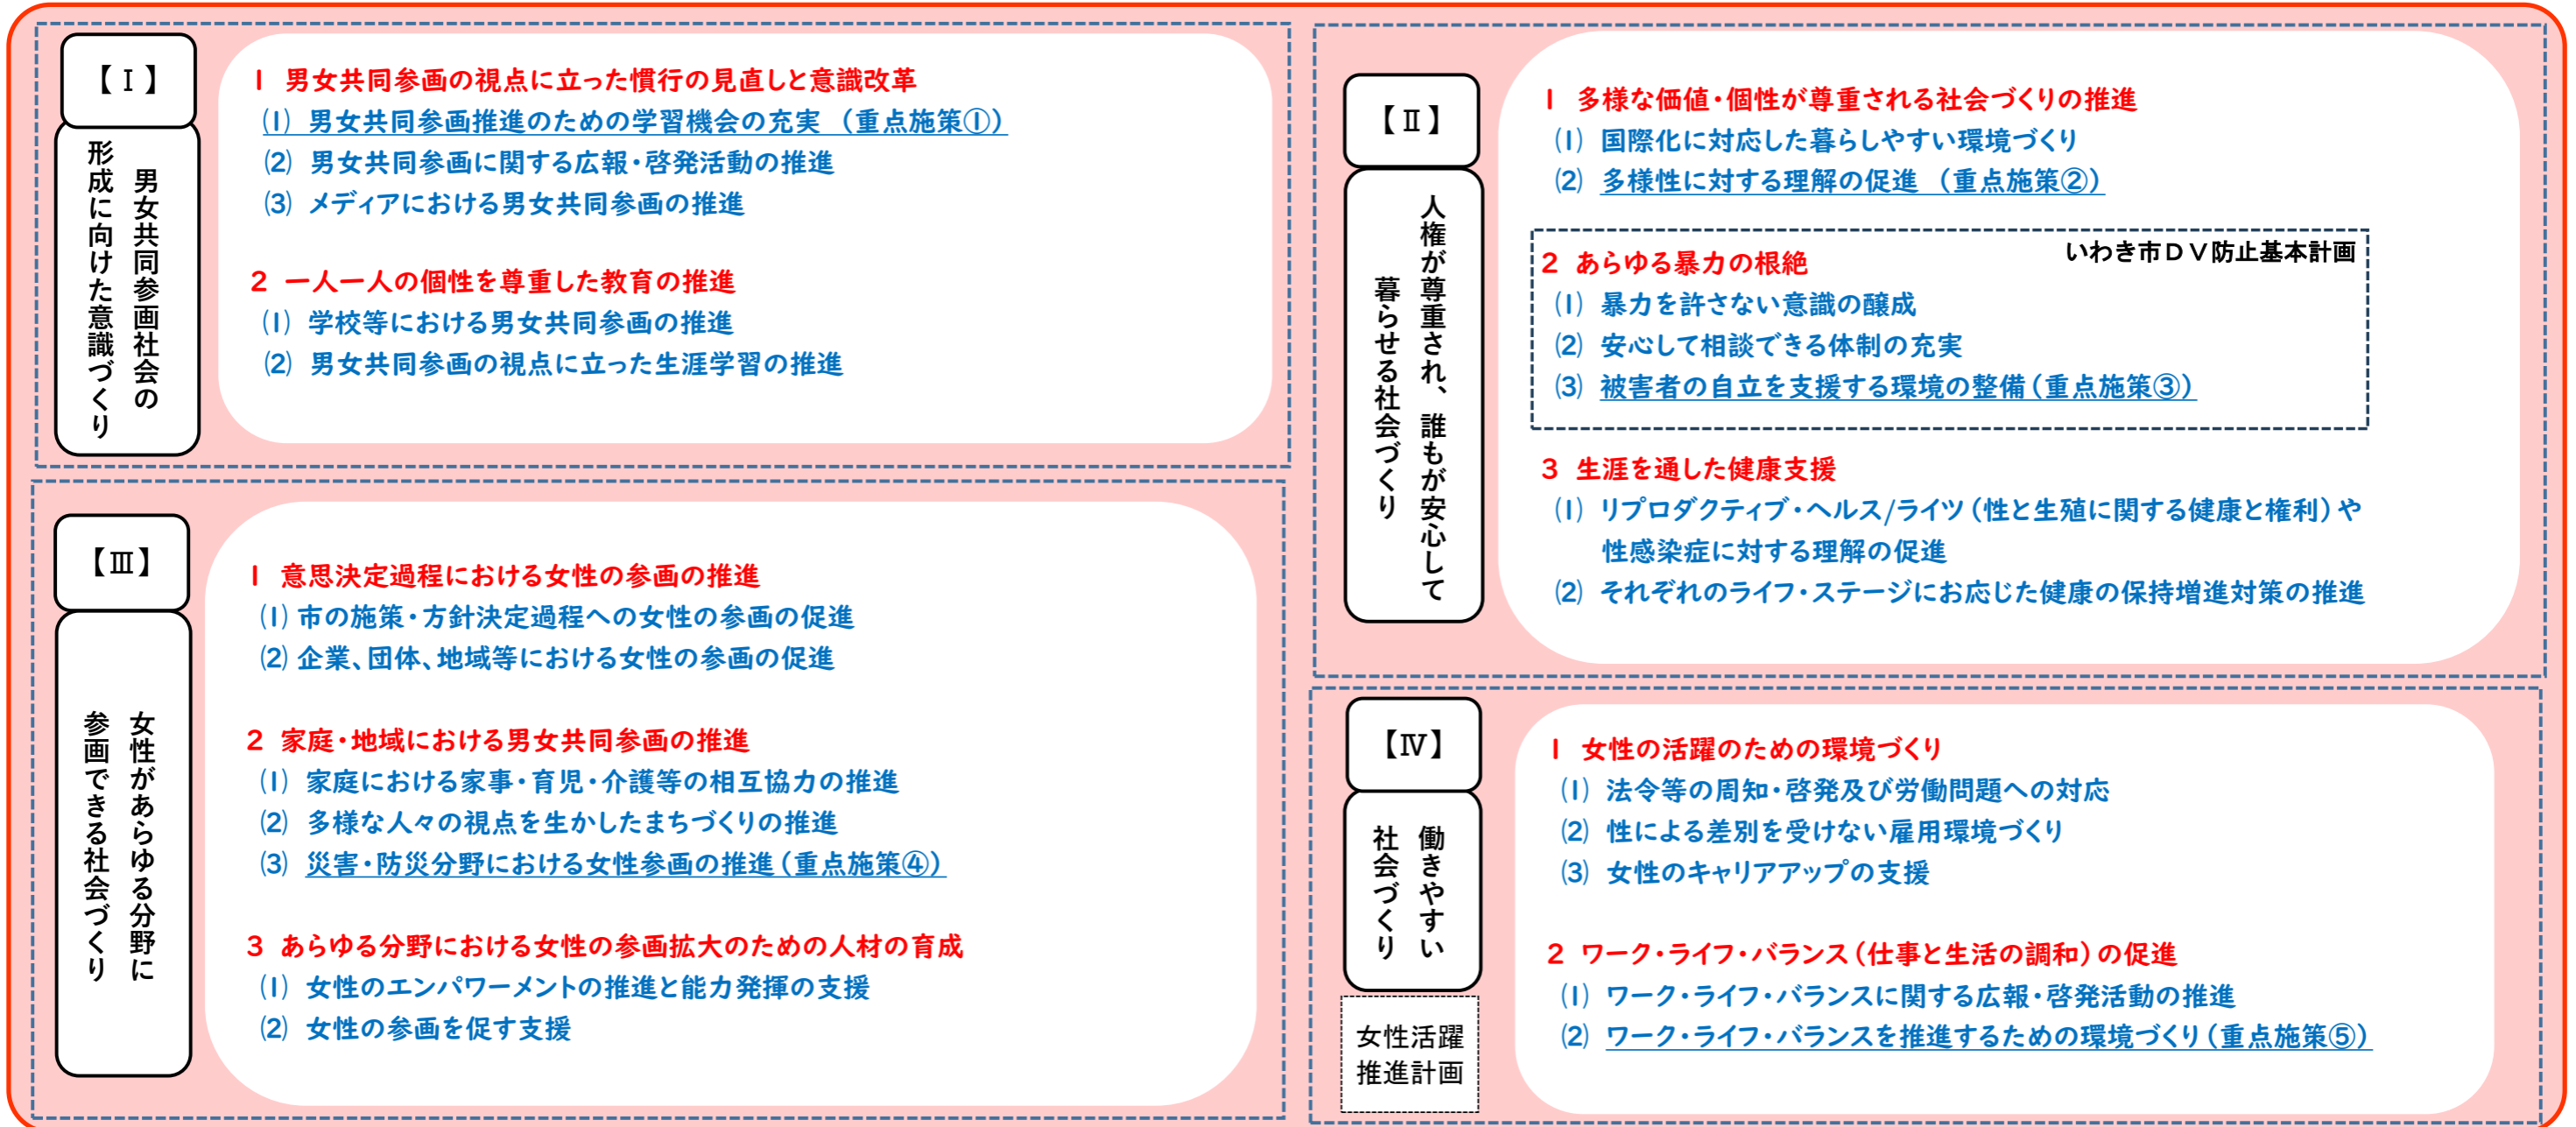 【Ⅰ】
男女共同参画社会の
形成に向けた意識づくり
1 男女共同参画の視点に立った慣行の見直しと意識改革
(1) 男女共同参画推進のための学習機会の充実 (重点施策①)
(2) 男女共同参画に関する広報・啓発活動の推進
(3) メディアにおける男女共同参画の推進
2 一人一人の個性を尊重した教育の推進
(1) 学校等における男女共同参画の推進
(2) 男女共同参画の視点に立った生涯学習の推進
【Ⅱ】
人権が尊重され、誰もが安心して
暮らせる社会づくり
1 多様な価値・個性が尊重される社会づくりの推進
(1) 国際化に対応した暮らしやすい環境づくり
(2) 多様性に対する理解の促進 (重点施策②)
いわき市DV防止基本計画
2 あらゆる暴力の根絶
(1) 暴力を許さない意識の醸成
(2) 安心して相談できる体制の充実
(3) 被害者の自立を支援する環境の整備(重点施策③)
3 生涯を通した健康支援
(1) リプロダクティブ・ヘルス/ライツ(性と生殖に関する健康と権利)や
性感染症に対する理解の促進
(2) それぞれのライフ・ステージにお応じた健康の保持増進対策の推進
【Ⅲ】
女性があらゆる分野に
参画できる社会づくり
1 意思決定過程における女性の参画の推進
(1) 市の施策・方針決定過程への女性の参画の促進
(2) 企業、団体、地域等における女性の参画の促進
2 家庭・地域における男女共同参画の推進
(1) 家庭における家事・育児・介護等の相互協力の推進
(2) 多様な人々の視点を生かしたまちづくりの推進
(3) 災害・防災分野における女性参画の推進(重点施策④)
3 あらゆる分野における女性の参画拡大のための人材の育成
(1) 女性のエンパワーメントの推進と能力発揮の支援
(2) 女性の参画を促す支援
【Ⅳ】
働きやすい
社会づくり
女性活躍
推進計画
1 女性の活躍のための環境づくり
(1) 法令等の周知・啓発及び労働問題への対応
(2) 性による差別を受けない雇用環境づくり
(3) 女性のキャリアアップの支援
2 ワーク・ライフ・バランス(仕事と生活の調和)の促進
(1) ワーク・ライフ・バランスに関する広報・啓発活動の推進
(2) ワーク・ライフ・バランスを推進するための環境づくり(重点施策⑤)